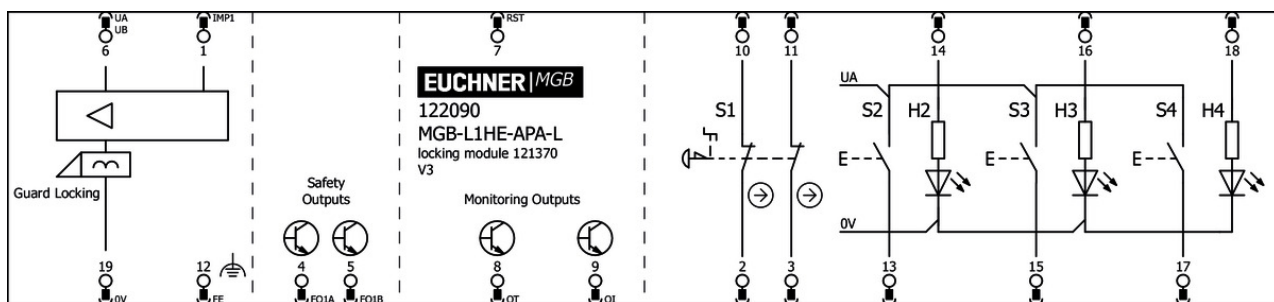 UA
UB
IMP1
RST
6
1
7
10
11
14
16
18
EUCHNER MGB
122090
MGB-L1HE-APA-L
locking module 121370
V3
UA
S1
S2
H2
S3
H3
S4
H4
E
E
E
Guard Locking
Safety
Outputs
Monitoring Outputs
0V
19
12
4
5
8
9
2
3
13
15
17
0V
FE
FO1A
FO1B
OT
OI